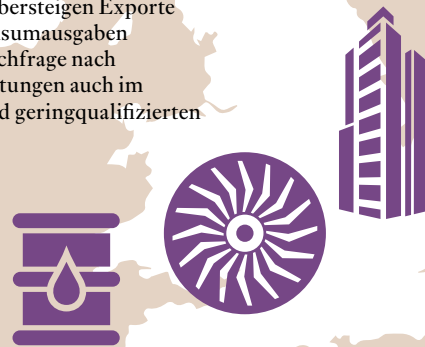 bersteigen Exporte
sumausgaben
chfrage nach
tungen auch im
d geringqualifizierten